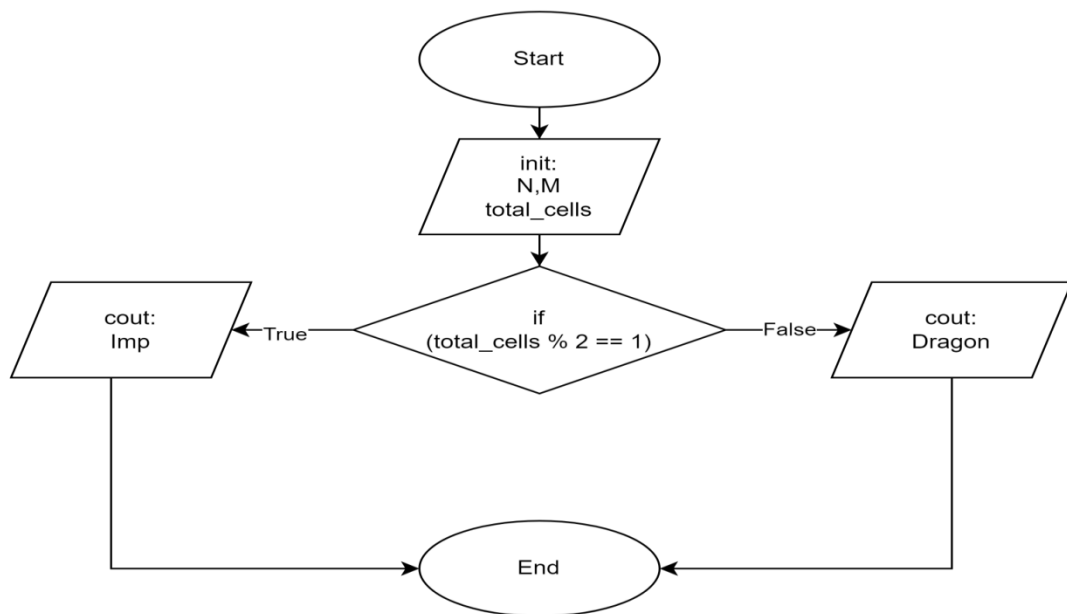 Start
init:
N,M
total_cells
if
(total_cells % 2 == 1)
True
False
cout:
Imp
cout:
Dragon
End